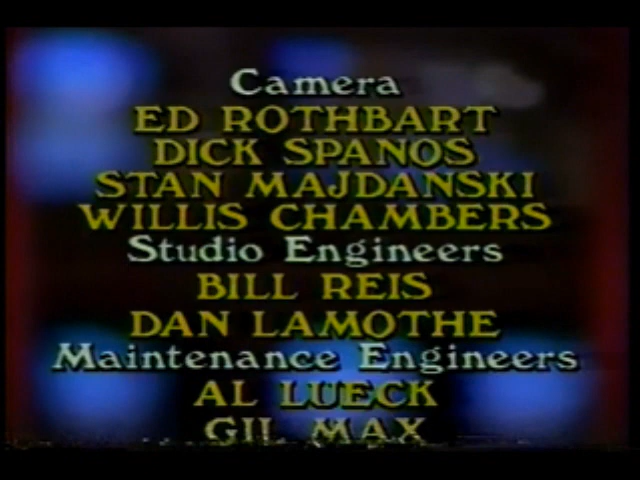 Camera
ED ROTHBART
DICK SPANOS
STAN MAJDANSKI
WILLIS CHAMBERS
Studio Engineers
BILL REIS
DAN LAMOTHE
Maintenance Engineers
AL LUECK
GIL MAX